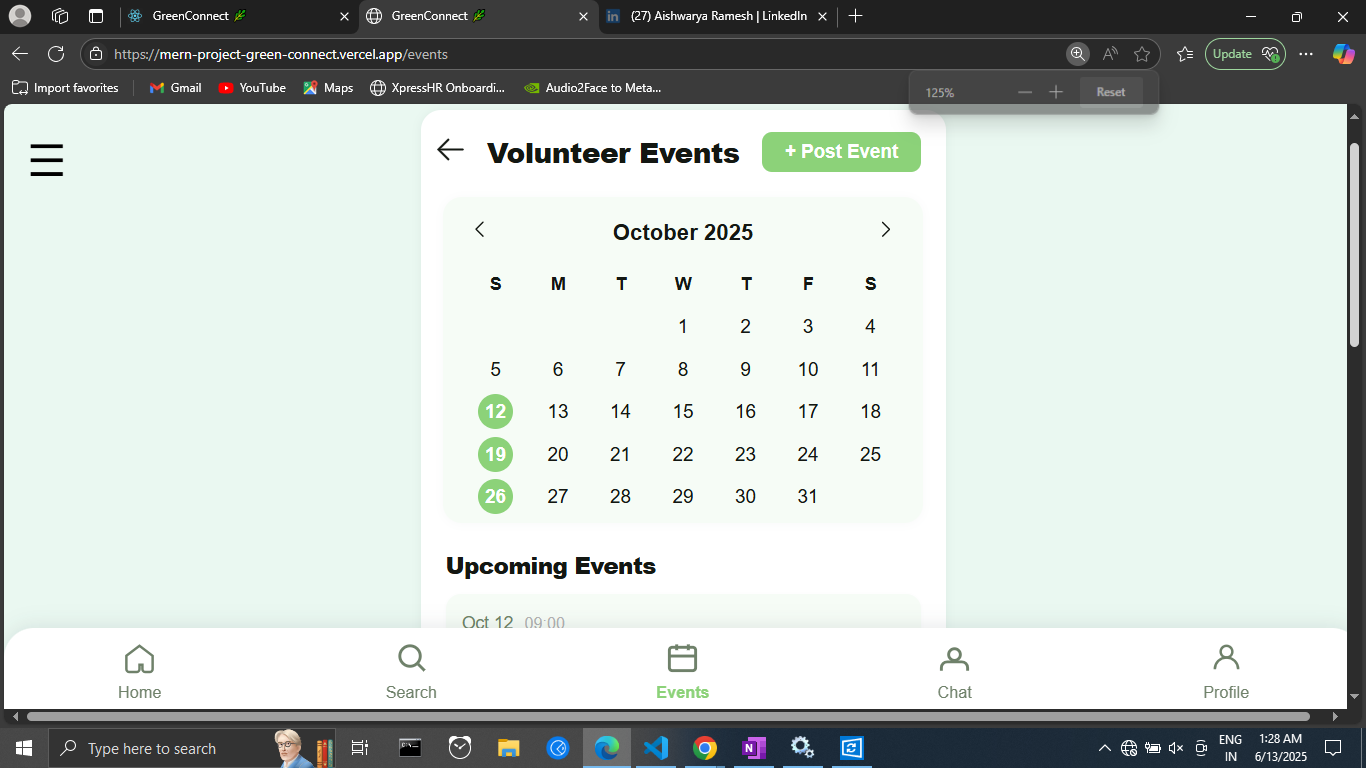 GreenConnect
GreenConnect
(27) Aishwarya Ramesh | LinkedIn
https://mern-project-green-connect.vercel.app/events
Update
Import favorites
Gmail
YouTube
Maps
XpressHR Onboardi...
Audio2Face to Meta...
125%
Reset
Volunteer Events
+ Post Event
October 2025
S M T W T F S
1 2 3 4
5 6 7 8 9 10 11
12 13 14 15 16 17 18
19 20 21 22 23 24 25
26 27 28 29 30 31
Upcoming Events
Oct 12 09:00
Home
Search
Events
Chat
Profile
Type here to search
ENG
IN
1:28 AM
6/13/2025